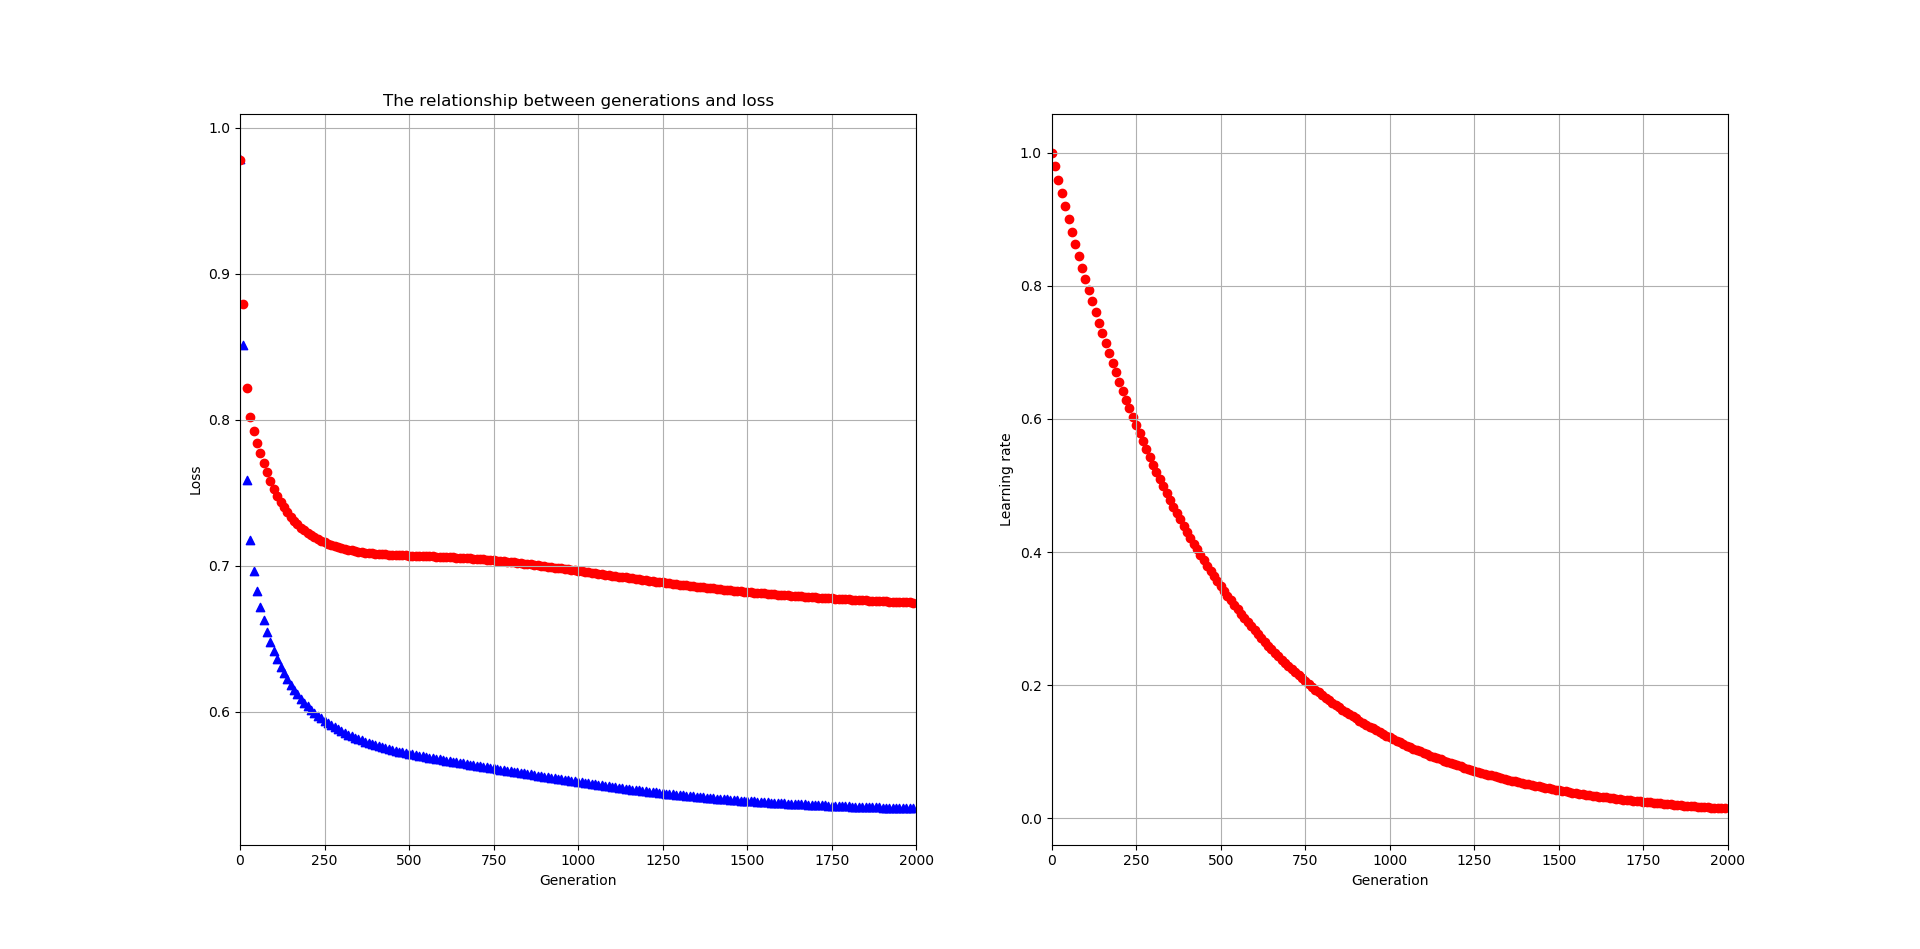 The relationship between generations and loss
1.0
0.9
0.8
0.7
0.6
Loss
0 250 500 750 1000 1250 1500 1750 2000
Generation
1.0
0.8
0.6
0.4
0.2
0.0
Learning rate
0 250 500 750 1000 1250 1500 1750 2000
Generation